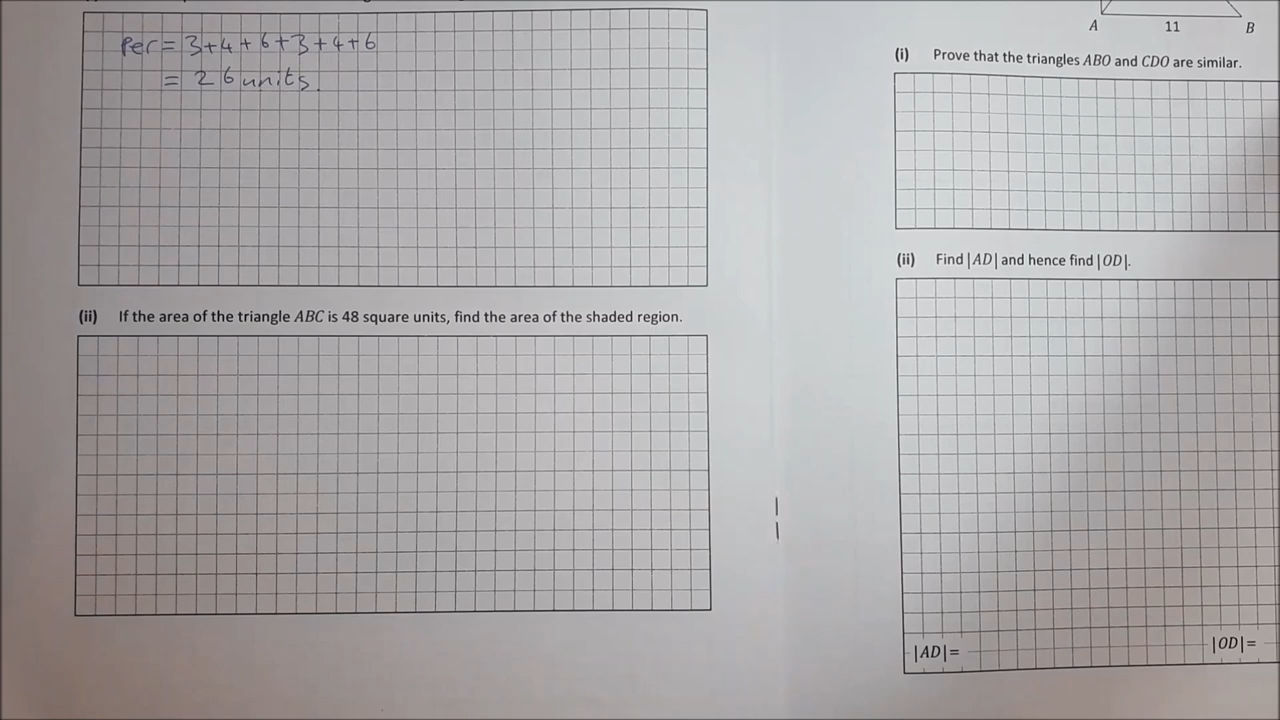 Per = 3+4+6+3+4+6
= 26 units.
(ii) If the area of the triangle ABC is 48 square units, find the area of the shaded region.
A 11 B
(i) Prove that the triangles ABO and CDO are similar.
(ii) Find |AD| and hence find |OD|.
|AD|= |OD|=